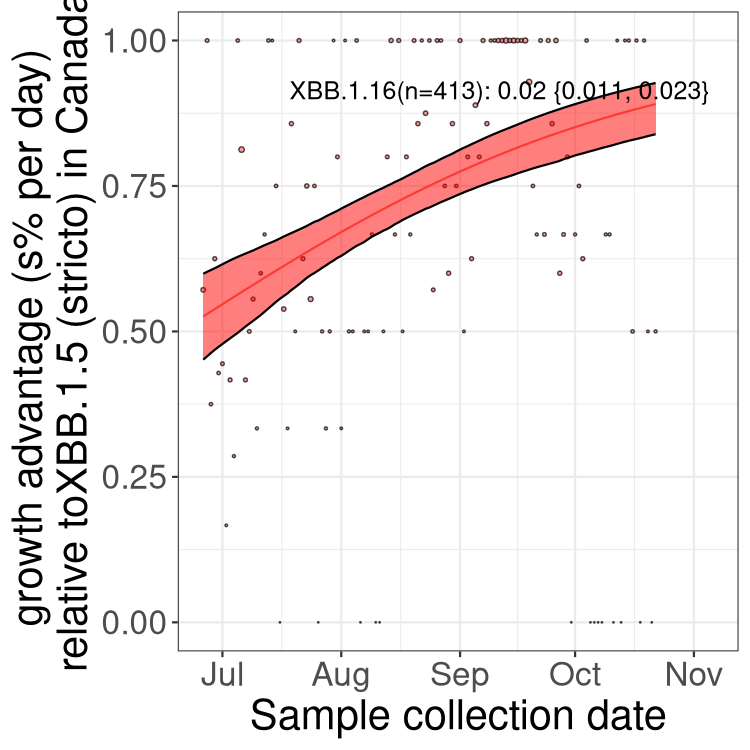 growth advantage (s% per day)
relative toXBB.1.5 (stricto) in Canada
1.00
0.75
0.50
0.25
0.00
XBB.1.16(n=413): 0.02 {0.011, 0.023}
Jul Aug Sep Oct Nov
Sample collection date